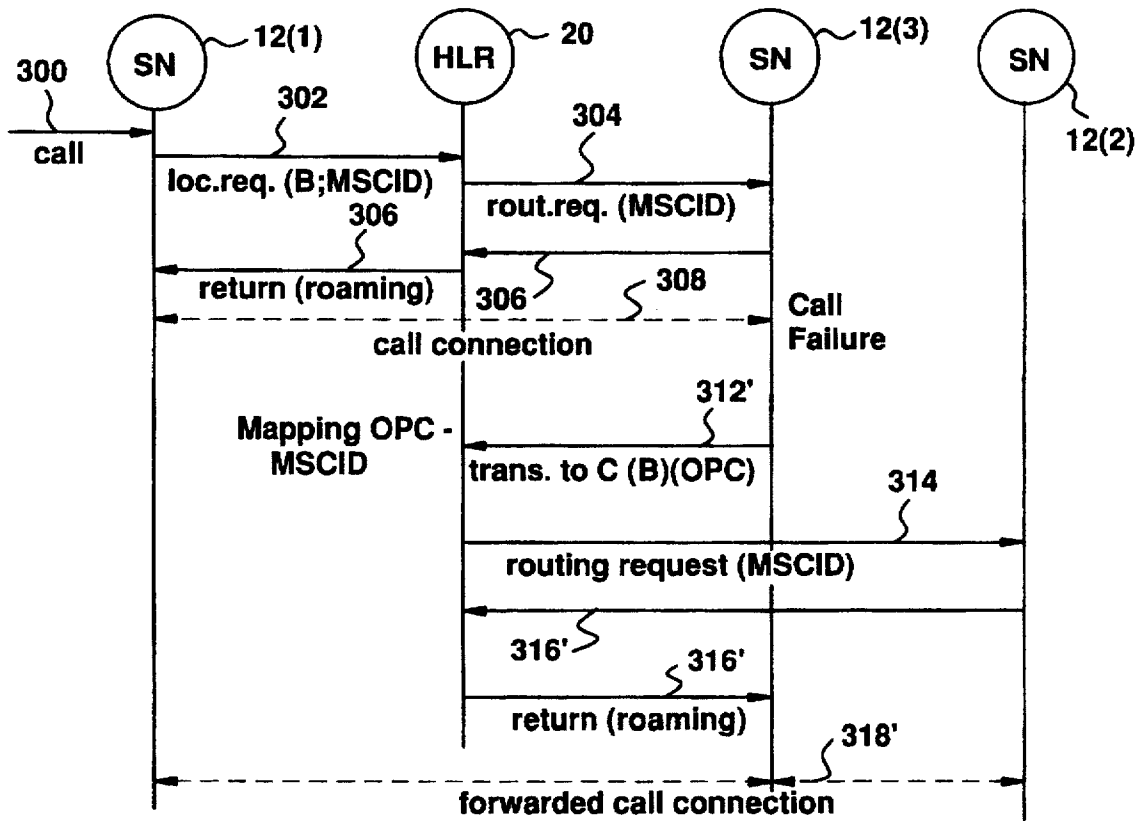 SN
12(1)
HLR
20
SN
12(3)
SN
12(2)
300
call
302
loc.req. (B;MSCID)
304
rout.req. (MSCID)
306
return (roaming)
306
308
call connection
Call
Failure
312'
Mapping OPC -
MSCID
trans. to C (B)(OPC)
314
routing request (MSCID)
316'
316'
return (roaming)
318'
forwarded call connection